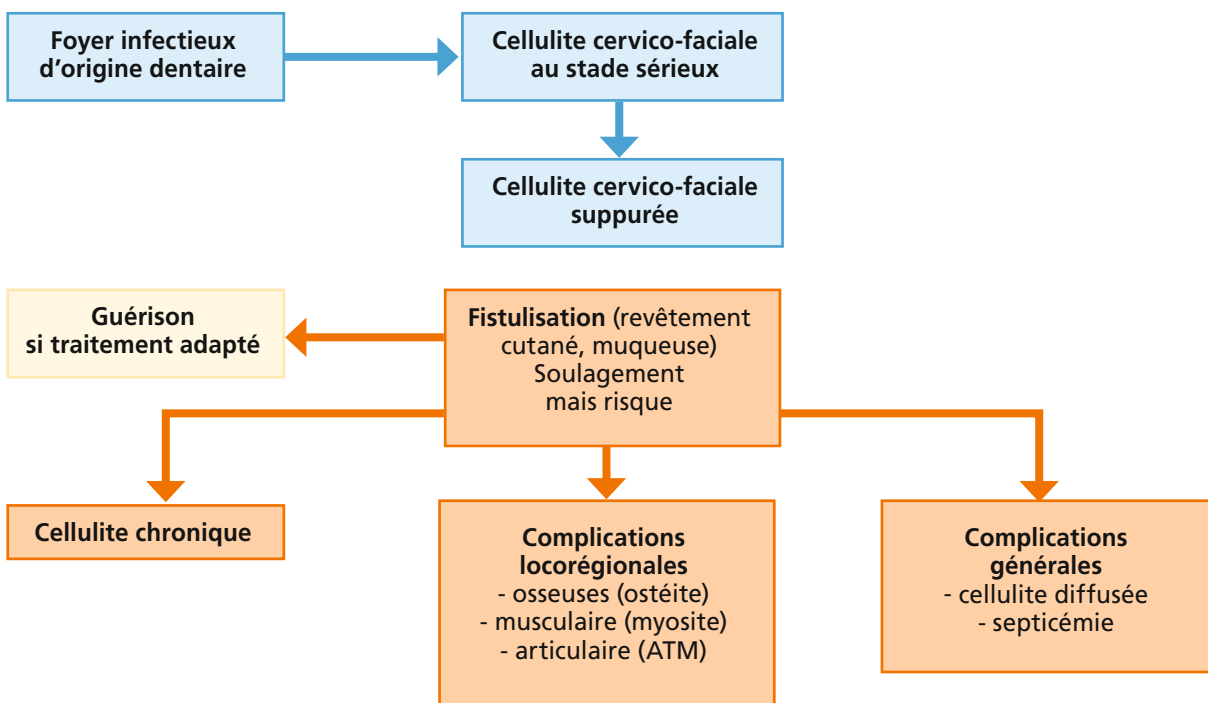 Foyer infectieux
d'origine dentaire
Cellulite cervico-faciale
au stade sérieux
Cellulite cervico-faciale
suppurée
Guérison
si traitement adapté
Fistulisation (revêtement
cutané, muqueuse)
Soulagement
mais risque
Cellulite chronique
Complications
locorégionales
- osseuses (ostéite)
- musculaire (myosite)
- articulaire (ATM)
Complications
générales
- cellulite diffusée
- septicémie